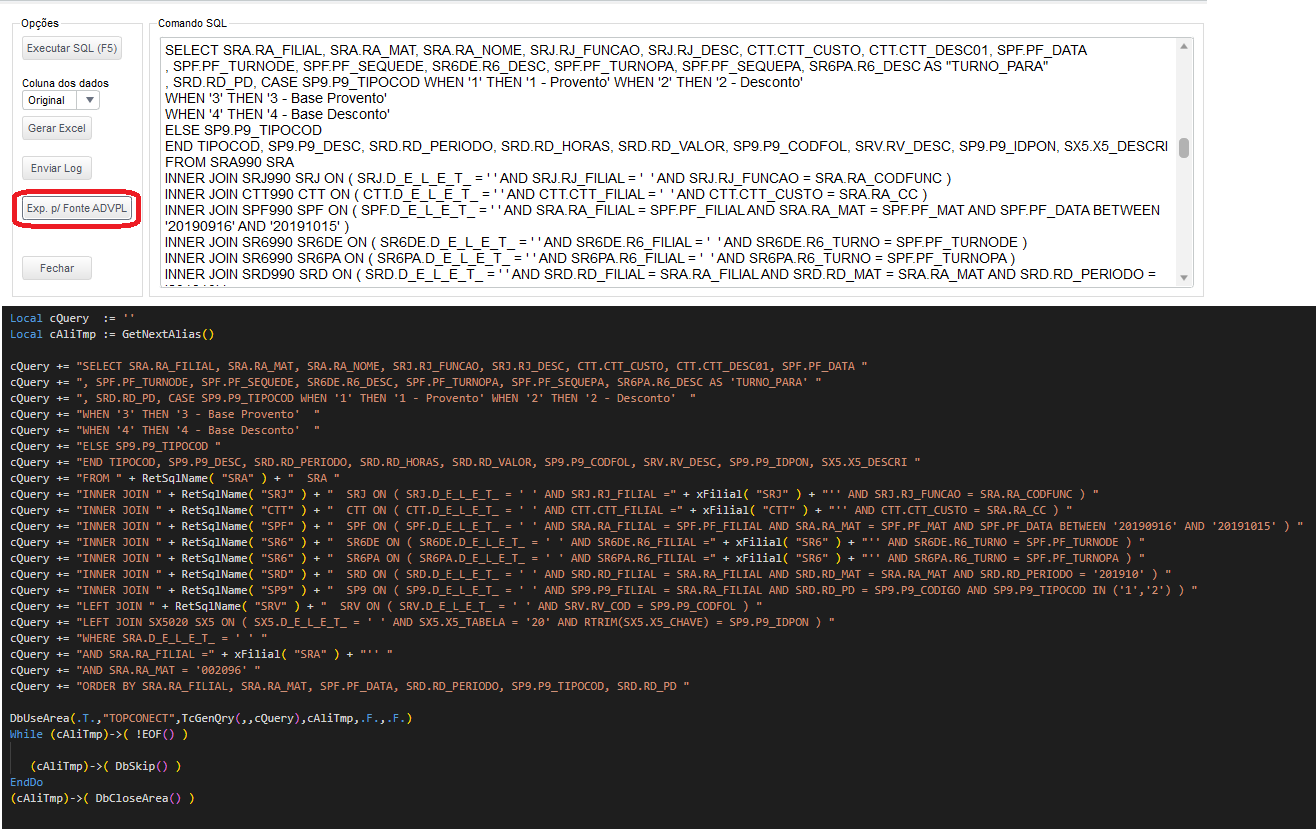 Opções
Executar SQL (F5)
Coluna dos dados
Original
Gerar Excel
Enviar Log
Exp. p/ Fonte ADVPL
Fechar
Comando SQL
SELECT SRA.RA_FILIAL, SRA.RA_MAT, SRA.RA_NOME, SRJ.RJ_FUNCAO, SRJ.RJ_DESC, CTT.CTT_CUSTO, CTT.CTT_DESC01, SPF.PF_DATA
, SPF.PF_TURNODE, SPF.PF_SEQUEDE, SR6DE.R6_DESC, SPF.PF_TURNOPA, SPF.PF_SEQUEPA, SR6PA.R6_DESC AS "TURNO_PARA"
, SRD.RD_PD, CASE SP9.P9_TIPOCOD WHEN '1' THEN '1 - Provento' WHEN '2' THEN '2 - Desconto'
WHEN '3' THEN '3 - Base Provento'
WHEN '4' THEN '4 - Base Desconto'
ELSE SP9.P9_TIPOCOD
END TIPOCOD, SP9.P9_DESC, SRD.RD_PERIODO, SRD.RD_HORAS, SRD.RD_VALOR, SP9.P9_CODFOL, SRV.RV_DESC, SP9.P9_IDPON, SX5.X5_DESCRI
FROM SRA990 SRA
INNER JOIN SRJ990 SRJ ON ( SRJ.D_E_L_E_T_ = ' ' AND SRJ.RJ_FILIAL = '  ' AND SRJ.RJ_FUNCAO = SRA.RA_CODFUNC )
INNER JOIN CTT990 CTT ON ( CTT.D_E_L_E_T_ = ' ' AND CTT.CTT_FILIAL = '  ' AND CTT.CTT_CUSTO = SRA.RA_CC )
INNER JOIN SPF990 SPF ON ( SPF.D_E_L_E_T_ = ' ' AND SRA.RA_FILIAL = SPF.PF_FILIAL AND SRA.RA_MAT = SPF.PF_MAT AND SPF.PF_DATA BETWEEN
'20190916' AND '20191015' )
INNER JOIN SR6990 SR6DE ON ( SR6DE.D_E_L_E_T_ = ' ' AND SR6DE.R6_FILIAL = '  ' AND SR6DE.R6_TURNO = SPF.PF_TURNODE )
INNER JOIN SR6990 SR6PA ON ( SR6PA.D_E_L_E_T_ = ' ' AND SR6PA.R6_FILIAL = '  ' AND SR6PA.R6_TURNO = SPF.PF_TURNOPA )
INNER JOIN SRD990 SRD ON ( SRD.D_E_L_E_T_ = ' ' AND SRD.RD_FILIAL = SRA.RA_FILIAL AND SRD.RD_MAT = SRA.RA_MAT AND SRD.RD_PERIODO =
Local cQuery  := ''
Local cAliTmp := GetNextAlias()
cQuery += "SELECT SRA.RA_FILIAL, SRA.RA_MAT, SRA.RA_NOME, SRJ.RJ_FUNCAO, SRJ.RJ_DESC, CTT.CTT_CUSTO, CTT.CTT_DESC01, SPF.PF_DATA "
cQuery += ", SPF.PF_TURNODE, SPF.PF_SEQUEDE, SR6DE.R6_DESC, SPF.PF_TURNOPA, SPF.PF_SEQUEPA, SR6PA.R6_DESC AS 'TURNO_PARA' "
cQuery += ", SRD.RD_PD, CASE SP9.P9_TIPOCOD WHEN '1' THEN '1 - Provento' WHEN '2' THEN '2 - Desconto'  "
cQuery += "WHEN '3' THEN '3 - Base Provento'  "
cQuery += "WHEN '4' THEN '4 - Base Desconto'  "
cQuery += "ELSE SP9.P9_TIPOCOD "
cQuery += "END TIPOCOD, SP9.P9_DESC, SRD.RD_PERIODO, SRD.RD_HORAS, SRD.RD_VALOR, SP9.P9_CODFOL, SRV.RV_DESC, SP9.P9_IDPON, SX5.X5_DESCRI "
cQuery += "FROM " + RetSqlName( "SRA" ) + "  SRA "
cQuery += "INNER JOIN " + RetSqlName( "SRJ" ) + "  SRJ ON ( SRJ.D_E_L_E_T_ = ' ' AND SRJ.RJ_FILIAL =" + xFilial( "SRJ" ) + "'' AND SRJ.RJ_FUNCAO = SRA.RA_CODFUNC ) "
cQuery += "INNER JOIN " + RetSqlName( "CTT" ) + "  CTT ON ( CTT.D_E_L_E_T_ = ' ' AND CTT.CTT_FILIAL =" + xFilial( "CTT" ) + "'' AND CTT.CTT_CUSTO = SRA.RA_CC ) "
cQuery += "INNER JOIN " + RetSqlName( "SPF" ) + "  SPF ON ( SPF.D_E_L_E_T_ = ' ' AND SRA.RA_FILIAL = SPF.PF_FILIAL AND SRA.RA_MAT = SPF.PF_MAT AND SPF.PF_DATA BETWEEN '20190916' AND '20191015' ) "
cQuery += "INNER JOIN " + RetSqlName( "SR6" ) + "  SR6DE ON ( SR6DE.D_E_L_E_T_ = ' ' AND SR6DE.R6_FILIAL =" + xFilial( "SR6" ) + "'' AND SR6DE.R6_TURNO = SPF.PF_TURNODE ) "
cQuery += "INNER JOIN " + RetSqlName( "SR6" ) + "  SR6PA ON ( SR6PA.D_E_L_E_T_ = ' ' AND SR6PA.R6_FILIAL =" + xFilial( "SR6" ) + "'' AND SR6PA.R6_TURNO = SPF.PF_TURNOPA ) "
cQuery += "INNER JOIN " + RetSqlName( "SRD" ) + "  SRD ON ( SRD.D_E_L_E_T_ = ' ' AND SRD.RD_FILIAL = SRA.RA_FILIAL AND SRD.RD_MAT = SRA.RA_MAT AND SRD.RD_PERIODO = '201910' ) "
cQuery += "INNER JOIN " + RetSqlName( "SP9" ) + "  SP9 ON ( SP9.D_E_L_E_T_ = ' ' AND SP9.P9_FILIAL = SRA.RA_FILIAL AND SRD.RD_PD = SP9.P9_CODIGO AND SP9.P9_TIPOCOD IN ('1','2') ) "
cQuery += "LEFT JOIN " + RetSqlName( "SRV" ) + "  SRV ON ( SRV.D_E_L_E_T_ = ' ' AND SRV.RV_COD = SP9.P9_CODFOL ) "
cQuery += "LEFT JOIN SX5020 SX5 ON ( SX5.D_E_L_E_T_ = ' ' AND SX5.X5_TABELA = '20' AND RTRIM(SX5.X5_CHAVE) = SP9.P9_IDPON ) "
cQuery += "WHERE SRA.D_E_L_E_T_ = ' ' "
cQuery += "AND SRA.RA_FILIAL =" + xFilial( "SRA" ) + "'' "
cQuery += "AND SRA.RA_MAT = '002096' "
cQuery += "ORDER BY SRA.RA_FILIAL, SRA.RA_MAT, SPF.PF_DATA, SRD.RD_PERIODO, SP9.P9_TIPOCOD, SRD.RD_PD "
DbUseArea(.T.,"TOPCONECT",TcGenQry(,,cQuery),cAliTmp,.F.,.F.)
While (cAliTmp)->( !EOF() )
(cAliTmp)->( DbSkip() )
EndDo
(cAliTmp)->( DbCloseArea() )